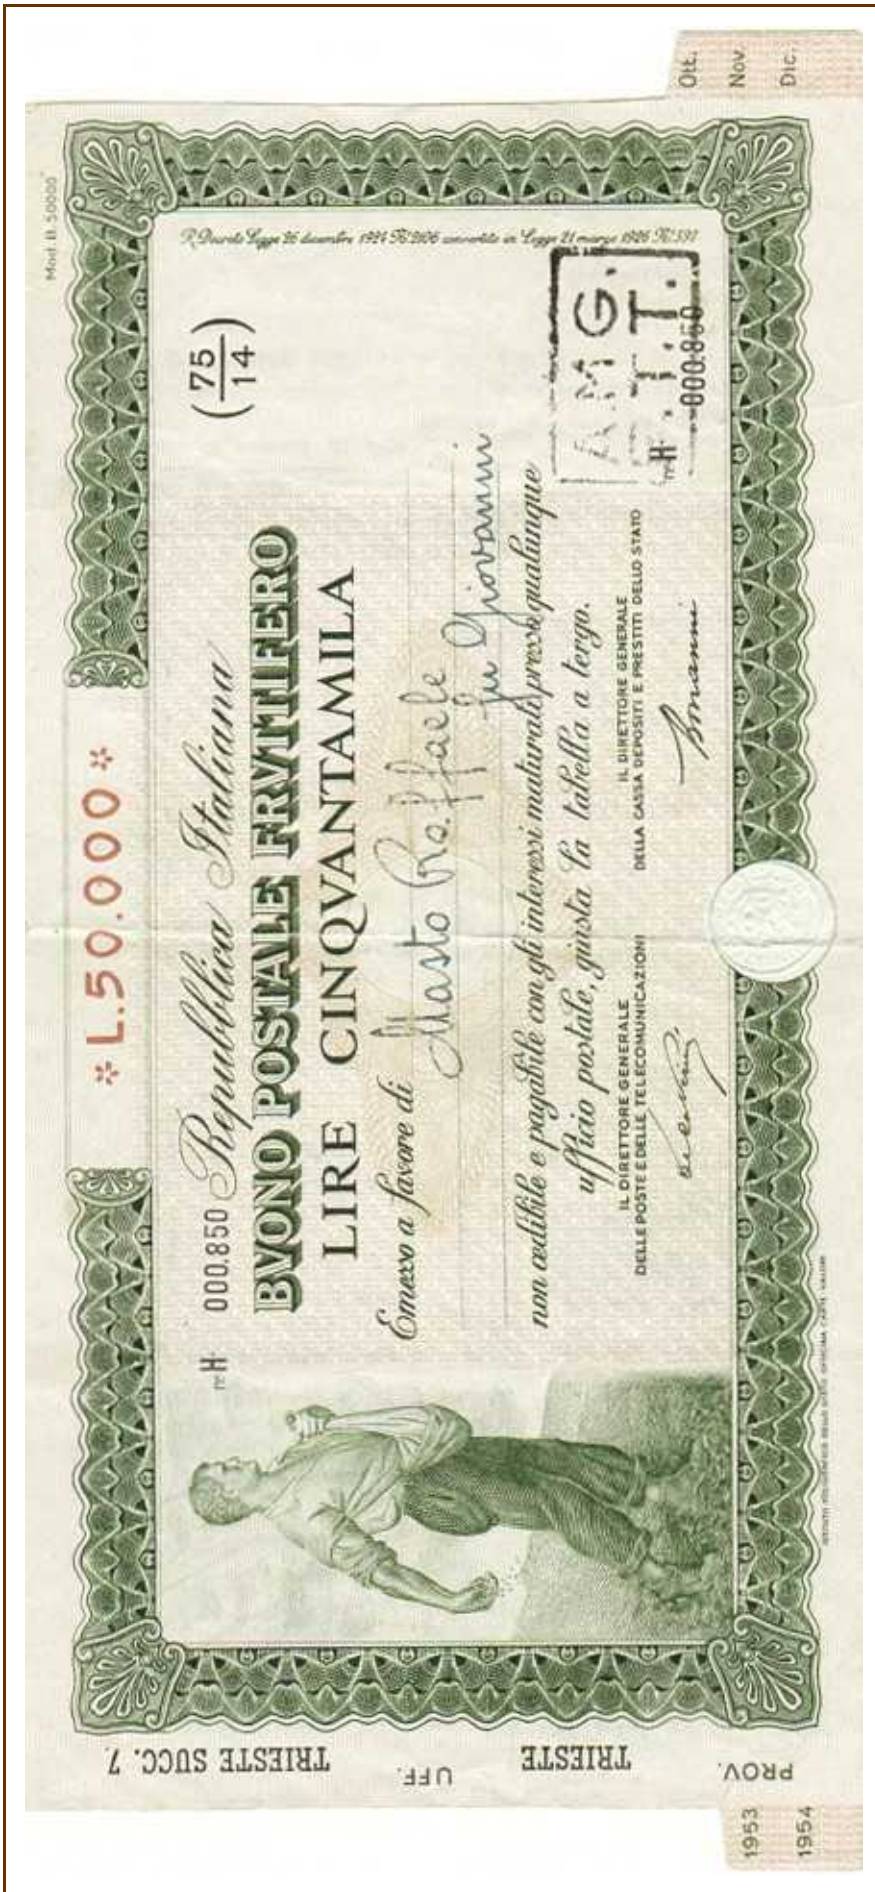 Mod. B. 50000
* L.50.000 *
R. Decreto Legge 26 dicembre 1924 N. 2106 convertito in Legge 21 marzo 1926 N. 597
H 000.850 Repubblica Italiana
(75/14)
BVONO POSTALE FRVTTIFERO
LIRE CINQVANTAMILA
Emesso a favore di Masto Raffaele
fu Giovanni
non cedibile e pagabile con gli interessi maturati presso qualunque
ufficio postale, giusta la tabella a tergo.
A.M.G.
F.T.T.
H 000.850
IL DIRETTORE GENERALE
DELLE POSTE E DELLE TELECOMUNICAZIONI
IL DIRETTORE GENERALE
DELLA CASSA DEPOSITI E PRESTITI DELLO STATO
TRIESTE SUCC. 7
UFF.
TRIESTE
PROV.
1953
1954
Ott.
Nov.
Dic.